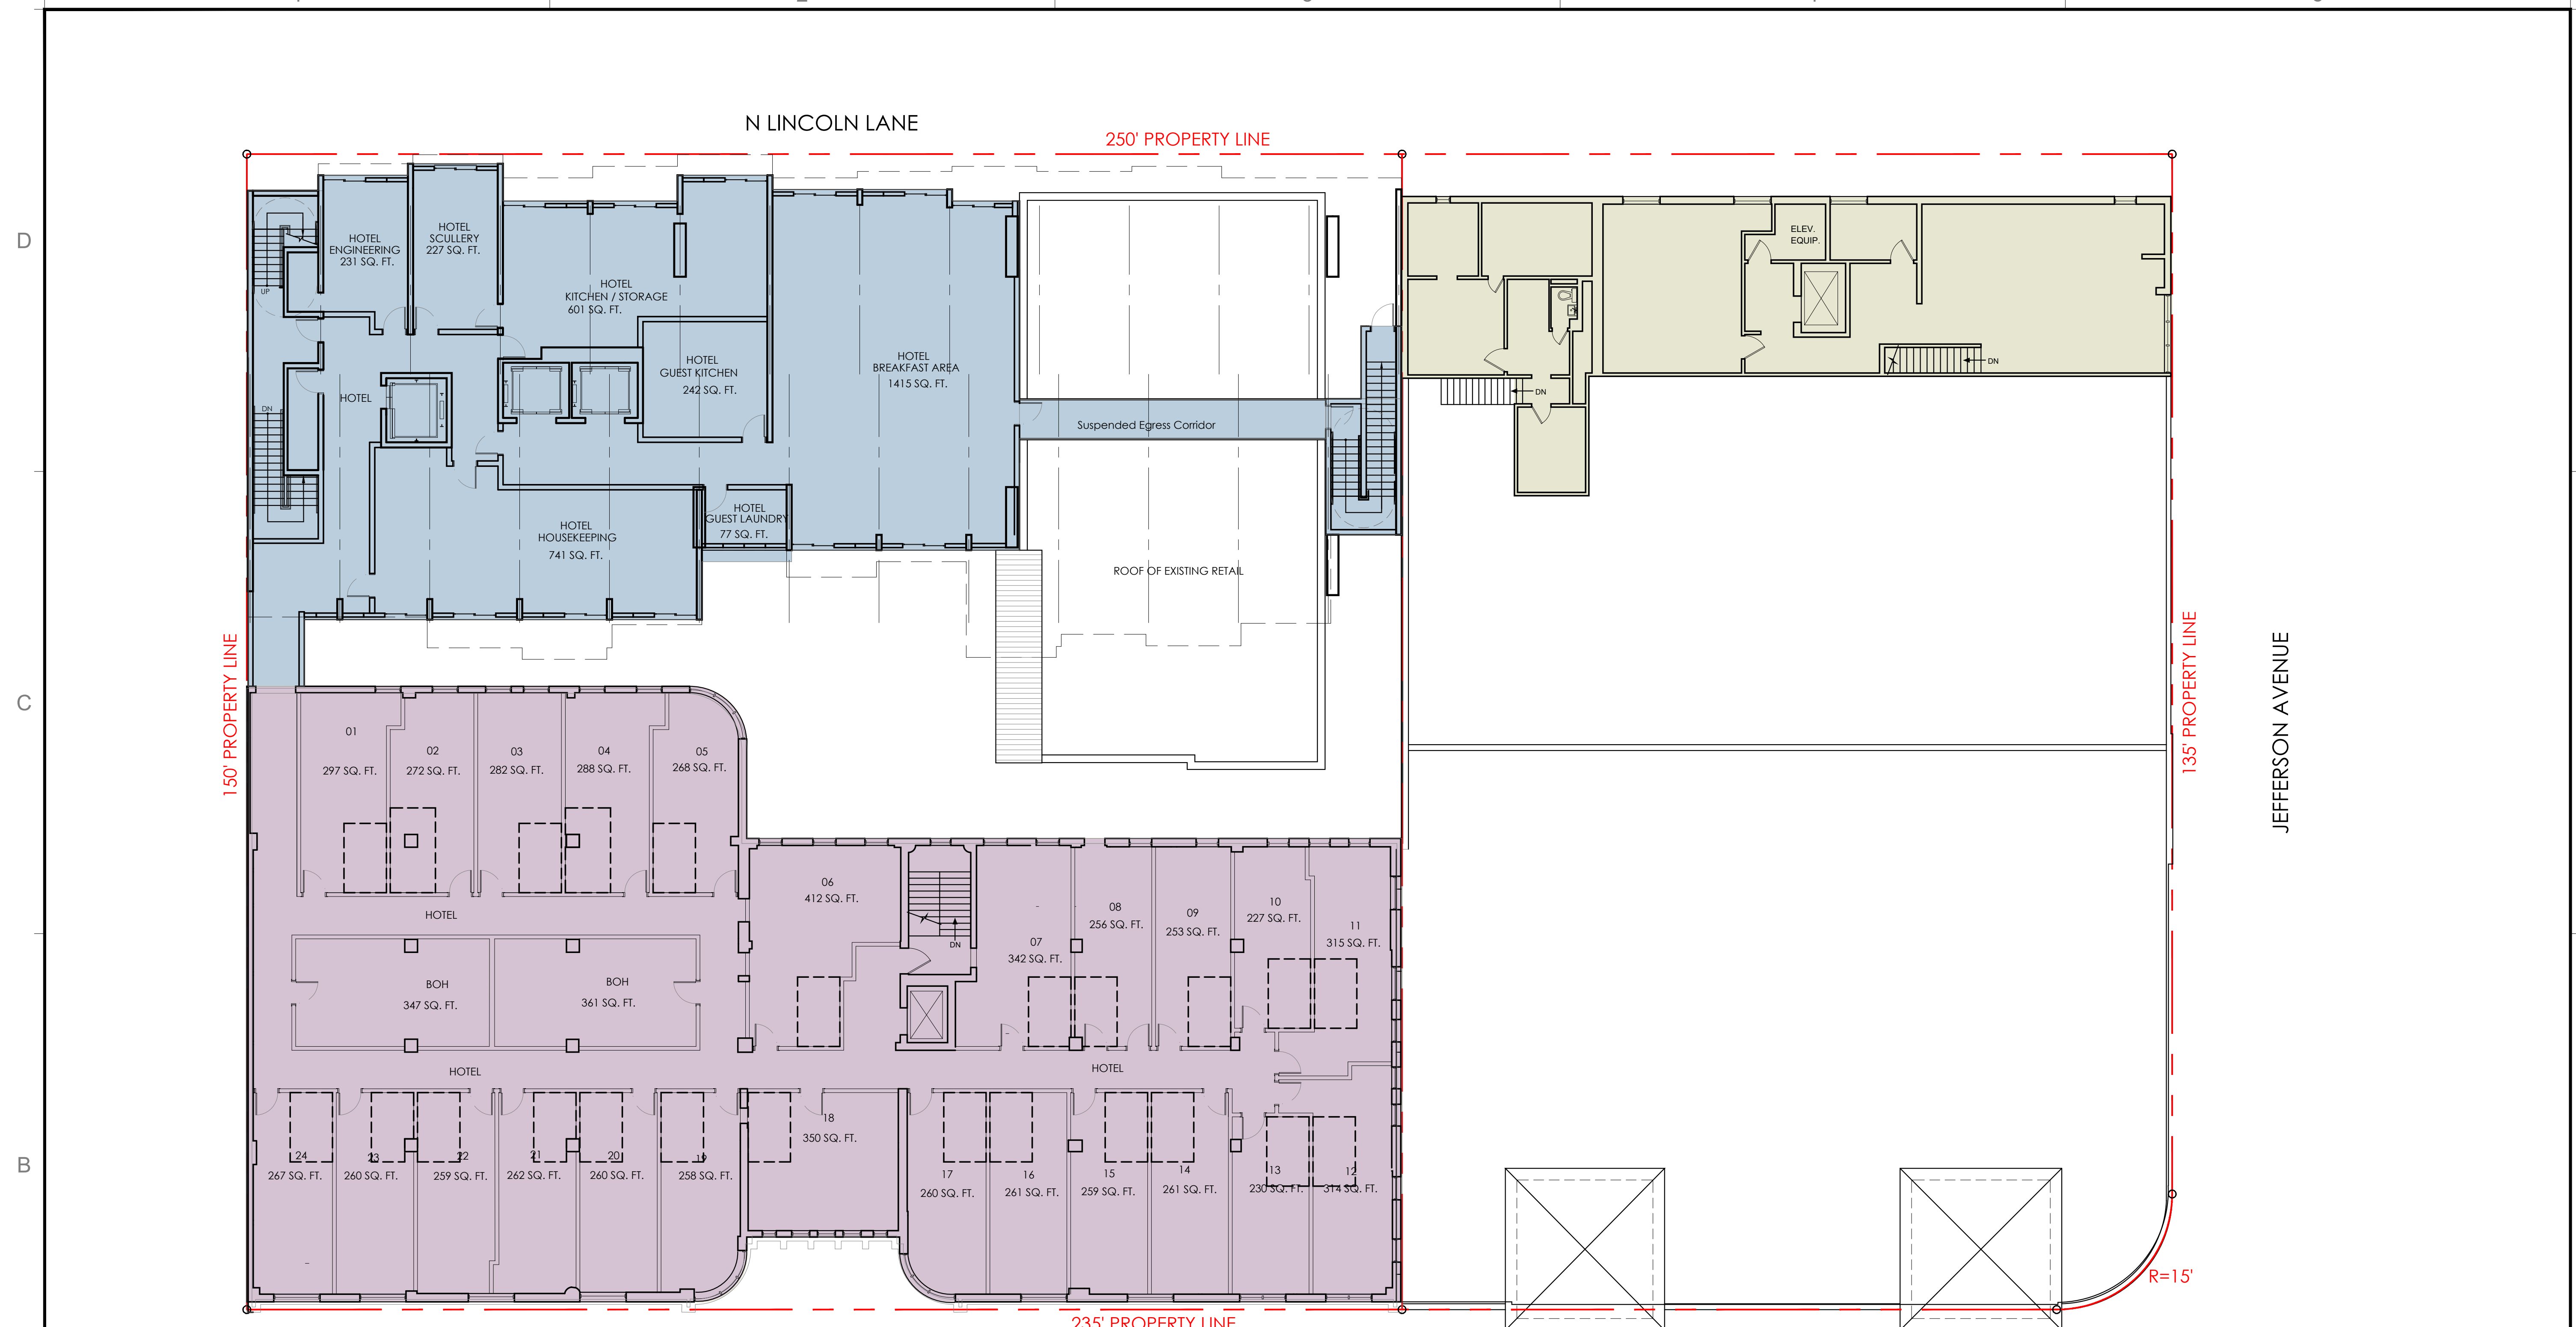 N LINCOLN LANE
250' PROPERTY LINE
D
HOTEL
ENGINEERING
231 SQ. FT.
HOTEL
SCULLERY
227 SQ. FT.
HOTEL
KITCHEN / STORAGE
601 SQ. FT.
HOTEL
GUEST KITCHEN
242 SQ. FT.
HOTEL
BREAKFAST AREA
1415 SQ. FT.
ELEV.
EQUIP.
UP
DN
HOTEL
DN
DN
Suspended Egress Corridor
HOTEL
GUEST LAUNDRY
77 SQ. FT.
HOTEL
HOUSEKEEPING
741 SQ. FT.
ROOF OF EXISTING RETAIL
150' PROPERTY LINE
135' PROPERTY LINE
JEFFERSON AVENUE
C
01
297 SQ. FT.
02
272 SQ. FT.
03
282 SQ. FT.
04
288 SQ. FT.
05
268 SQ. FT.
06
412 SQ. FT.
HOTEL
DN
07
342 SQ. FT.
08
256 SQ. FT.
09
253 SQ. FT.
10
227 SQ. FT.
11
315 SQ. FT.
BOH
347 SQ. FT.
BOH
361 SQ. FT.
HOTEL
HOTEL
B
24
267 SQ. FT.
23
260 SQ. FT.
22
259 SQ. FT.
21
262 SQ. FT.
20
260 SQ. FT.
19
258 SQ. FT.
18
350 SQ. FT.
17
260 SQ. FT.
16
261 SQ. FT.
15
259 SQ. FT.
14
261 SQ. FT.
13
230 SQ. FT.
12
314 SQ. FT.
R=15'
235' PROPERTY LINE